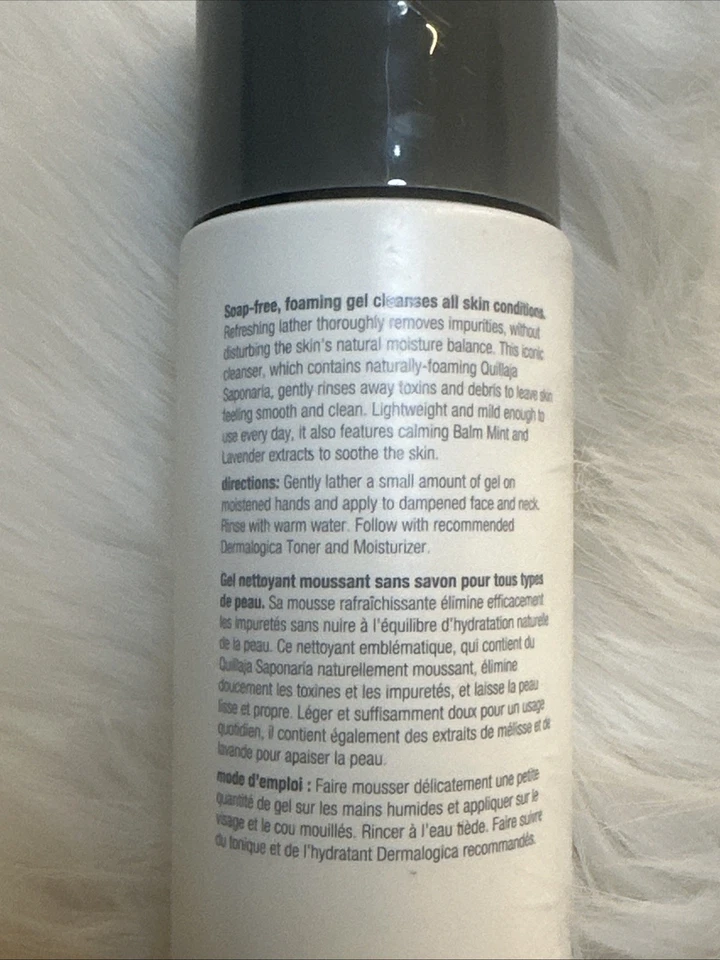 Soap-free, foaming gel cleanses all skin conditions.
Refreshing lather thoroughly removes impurities, without
disturbing the skin's natural moisture balance. This iconic
cleanser, which contains naturally-foaming Quillaja
Saponaria, gently rinses away toxins and debris to leave skin
feeling smooth and clean. Lightweight and mild enough to
use every day, it also features calming Balm Mint and
Lavender extracts to soothe the skin.
directions: Gently lather a small amount of gel on
moistened hands and apply to dampened face and neck.
Rinse with warm water. Follow with recommended
Dermalogica Toner and Moisturizer.
Gel nettoyant moussant sans savon pour tous types
de peau. Sa mousse rafraîchissante élimine efficacement
les impuretés sans nuire à l'équilibre d'hydratation naturelle
de la peau. Ce nettoyant emblématique, qui contient du
Quillaja Saponaria naturellement moussant, élimine
doucement les toxines et les impuretés, et laisse la peau
lisse et propre. Léger et suffisamment doux pour un usage
quotidien, il contient également des extraits de mélisse et de
lavande pour apaiser la peau.
mode d'emploi : Faire mousser délicatement une petite
quantité de gel sur les mains humides et appliquer sur le
visage et le cou mouillés. Rincer à l'eau tiède. Faire suivre
du tonique et de l'hydratant Dermalogica recommandés.